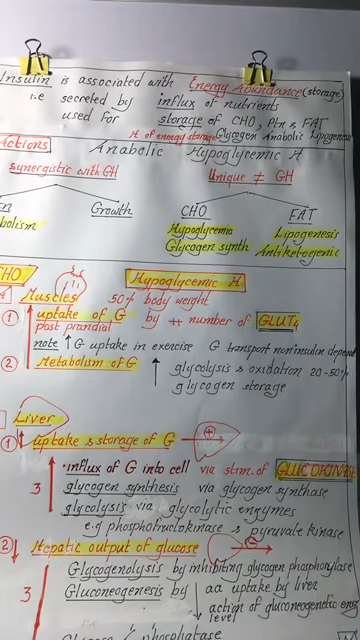 Insulin is associated with Energy Abundance (storage)
i.e secreted by influx of nutrients
used for storage of CHO, Ptn & FAT
H of energy storage Glycogen Anabolic Lipogenous
Actions Anabolic Hypoglycemic H
Synergistic with GH Unique ≠ GH
Growth CHO FAT
Hypoglycemia Lipogenesis
Glycogen synth Antiketogenic
CHO Hypoglycemic H
Muscles 50% body weight
① uptake of G by ++ number of GLUT4
post prandial
note ↑ G uptake in exercise G transport noninsulin depend
② Metabolism of G ↑ glycolysis & oxidation 20-50%
glycogen storage
Liver
① uptake & storage of G ⊕
• influx of G into cell via stim. of GLUCOKINASE
3 glycogen synthesis via glycogen synthase
glycolysis via glycolytic enzymes
e.g phosphofructokinase & pyruvate kinase
② ↓ Hepatic output of glucose
Glycogenolysis by inhibiting glycogen phosphorylase
3 Gluconeogenesis by ↓ aa uptake by liver
↓ action of gluconeogenetic enz
level